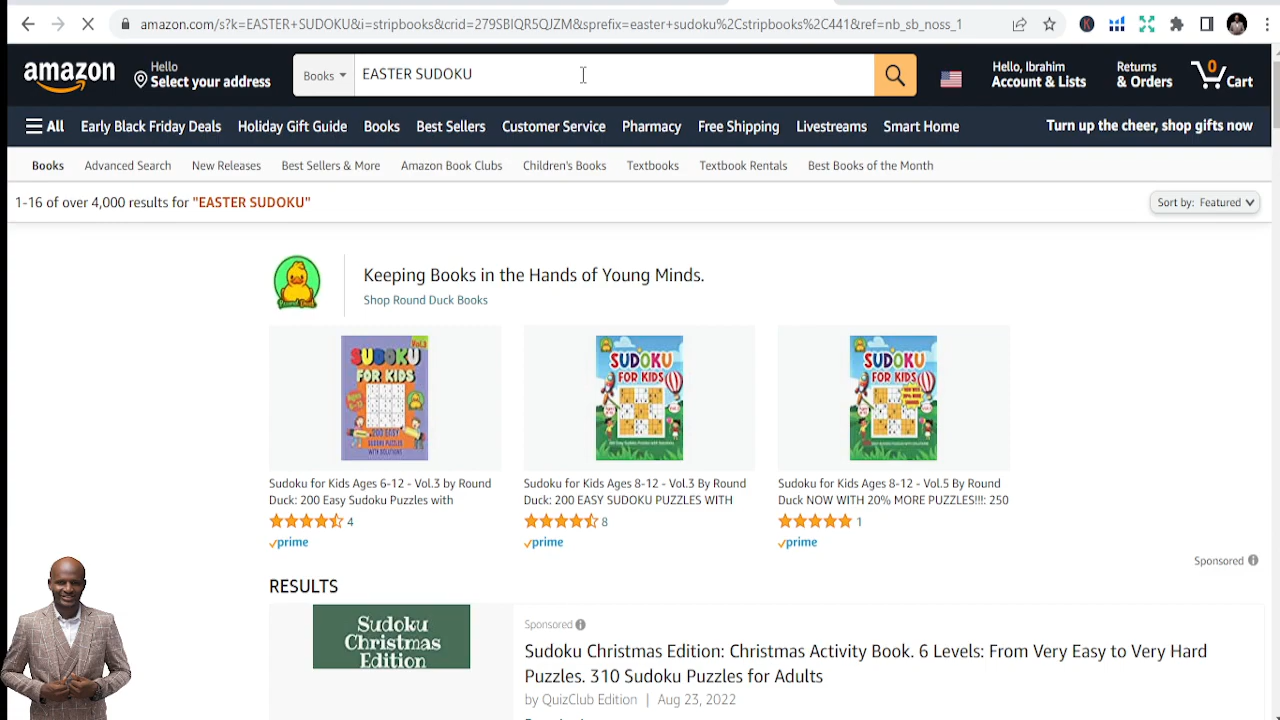 amazon.com/s?k=EASTER+SUDOKU&i=stripbooks&crid=279SBIQR5QJZM&sprefix=easter+sudoku%2Cstripbooks%2C441&ref=nb_sb_noss_1
amazon
Hello
Select your address
Books
EASTER SUDOKU
Hello, Ibrahim
Account & Lists
Returns
& Orders
0
Cart
All
Early Black Friday Deals
Holiday Gift Guide
Books
Best Sellers
Customer Service
Pharmacy
Free Shipping
Livestreams
Smart Home
Turn up the cheer, shop gifts now
Books
Advanced Search
New Releases
Best Sellers & More
Amazon Book Clubs
Children's Books
Textbooks
Textbook Rentals
Best Books of the Month
1-16 of over 4,000 results for "EASTER SUDOKU"
Sort by: Featured
Keeping Books in the Hands of Young Minds.
Shop Round Duck Books
Vol.3
SUDOKU
FOR KIDS
200 EASY
SUDOKU PUZZLES
WITH SOLUTIONS
SUDOKU
FOR KIDS
SUDOKU
FOR KIDS
Sudoku for Kids Ages 6-12 - Vol.3 by Round
Duck: 200 Easy Sudoku Puzzles with
4
prime
Sudoku for Kids Ages 8-12 - Vol.3 By Round
Duck: 200 EASY SUDOKU PUZZLES WITH
8
prime
Sudoku for Kids Ages 8-12 - Vol.5 By Round
Duck NOW WITH 20% MORE PUZZLES!!!: 250
1
prime
Sponsored
RESULTS
Sudoku
Christmas
Edition
Sponsored
Sudoku Christmas Edition: Christmas Activity Book. 6 Levels: From Very Easy to Very Hard
Puzzles. 310 Sudoku Puzzles for Adults
by QuizClub Edition | Aug 23, 2022